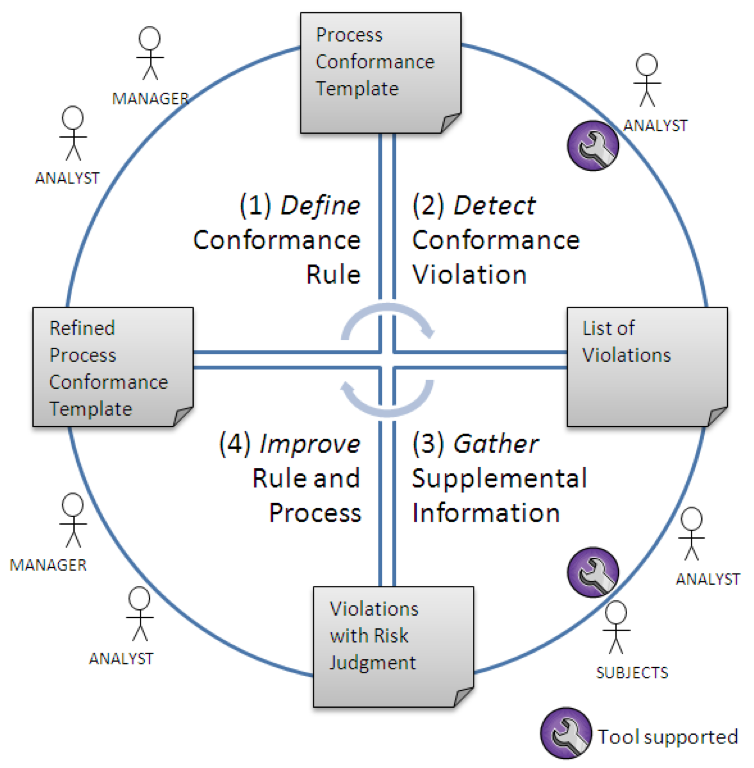 Process
Conformance
Template
MANAGER
ANALYST
ANALYST
(1) Define
Conformance
Rule
(2) Detect
Conformance
Violation
Refined
Process
Conformance
Template
List of
Violations
(4) Improve
Rule and
Process
(3) Gather
Supplemental
Information
MANAGER
ANALYST
ANALYST
SUBJECTS
Violations
with Risk
Judgment
Tool supported